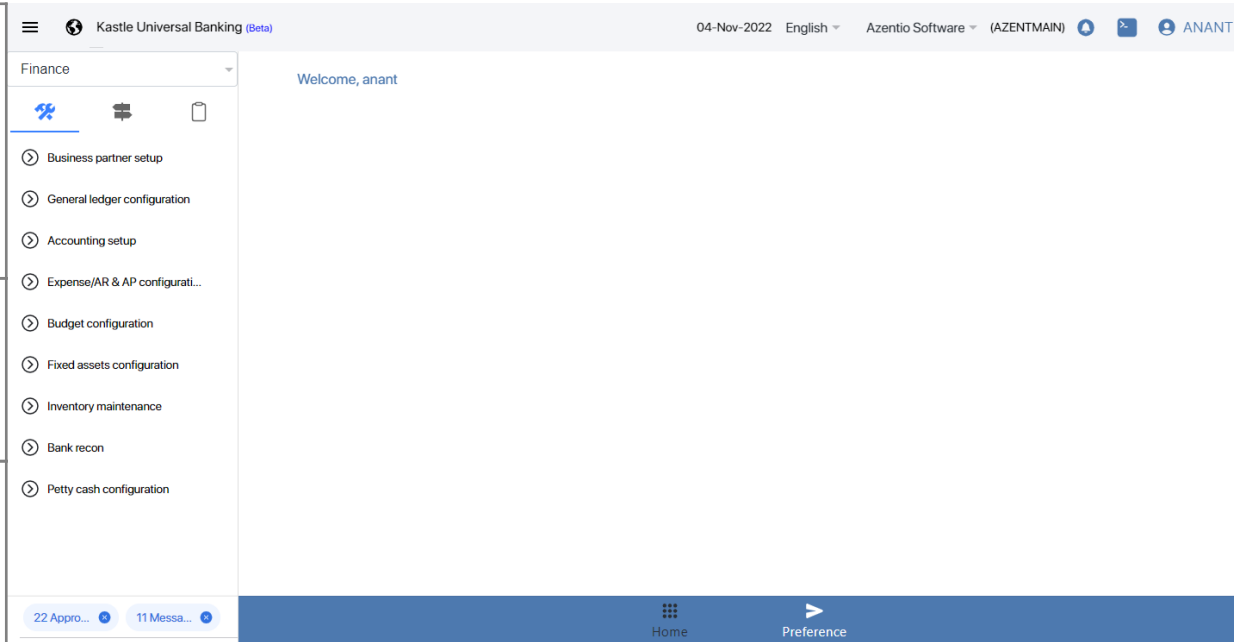 Kastle Universal Banking (Beta) 04-Nov-2022 English Azentio Software (AZENTMAIN) ANANT
Finance
Welcome, anant
Business partner setup
General ledger configuration
Accounting setup
Expense/AR & AP configurati...
Budget configuration
Fixed assets configuration
Inventory maintenance
Bank recon
Petty cash configuration
22 Appro... 11 Messa...
Home Preference